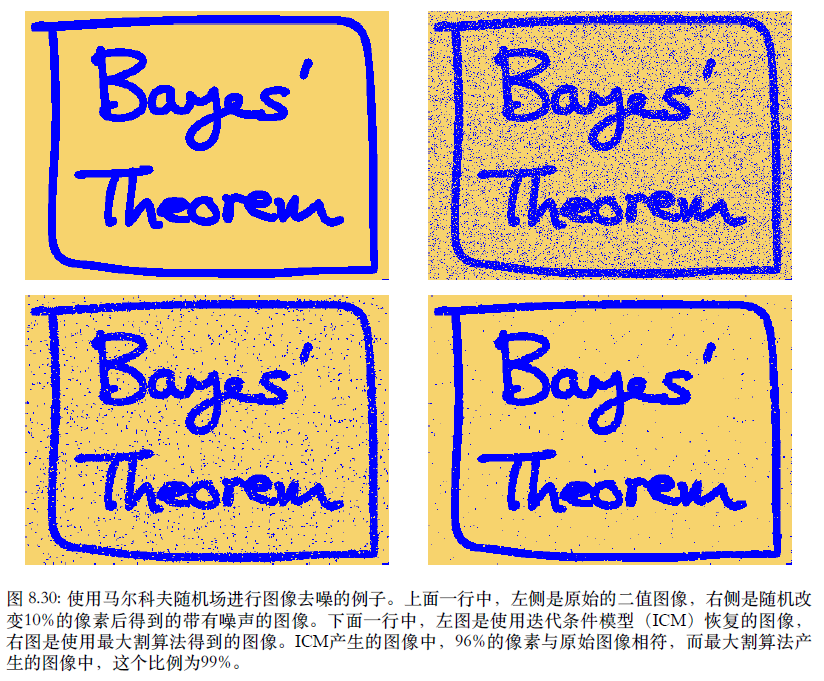 Bayes'
Theorem
Bayes'
Theorem
Bayes'
Theorem
Bayes'
Theorem
图 8.30: 使用马尔科夫随机场进行图像去噪的例子。上面一行中，左侧是原始的二值图像，右侧是随机改
变10%的像素后得到的带有噪声的图像。下面一行中，左图是使用迭代条件模型（ICM）恢复的图像，
右图是使用最大割算法得到的图像。ICM产生的图像中，96%的像素与原始图像相符，而最大割算法产
生的图像中，这个比例为99%。